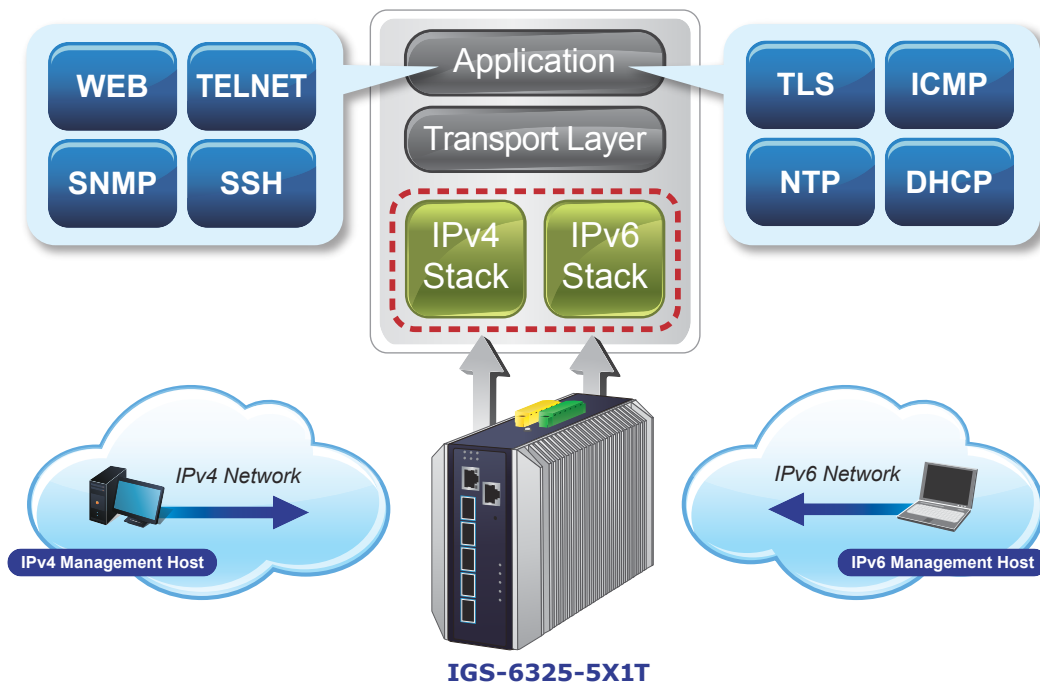 WEB
TELNET
SNMP
SSH
Application
Transport Layer
IPv4
Stack
IPv6
Stack
TLS
ICMP
NTP
DHCP
IPv4 Network
IPv4 Management Host
IPv6 Network
IPv6 Management Host
IGS-6325-5X1T